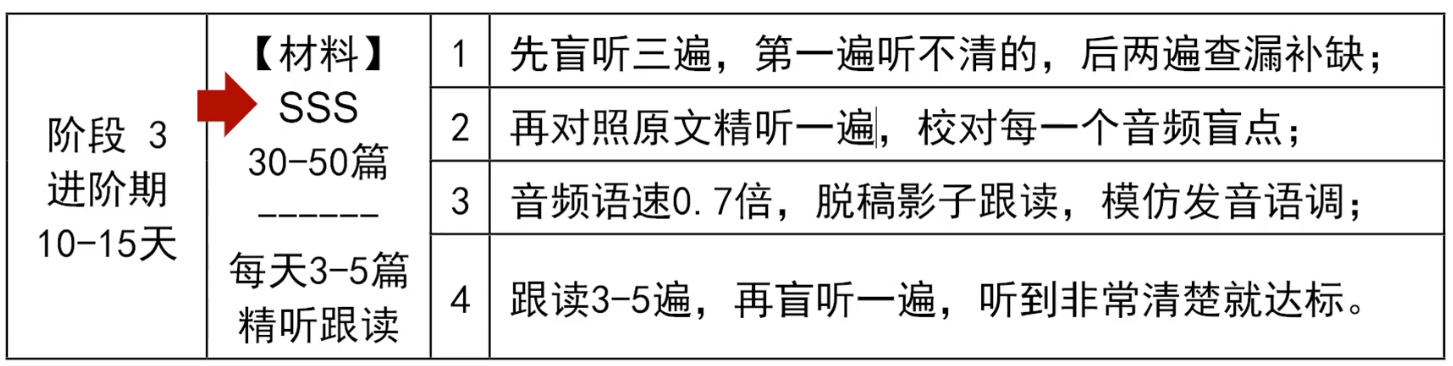 阶段 3
进阶期
10-15天
【材料】
SSS
30-50篇
------
每天3-5篇
精听跟读
1 先盲听三遍，第一遍听不清的，后两遍查漏补缺；
2 再对照原文精听一遍，校对每一个音频盲点；
3 音频语速0.7倍，脱稿影子跟读，模仿发音语调；
4 跟读3-5遍，再盲听一遍，听到非常清楚就达标。